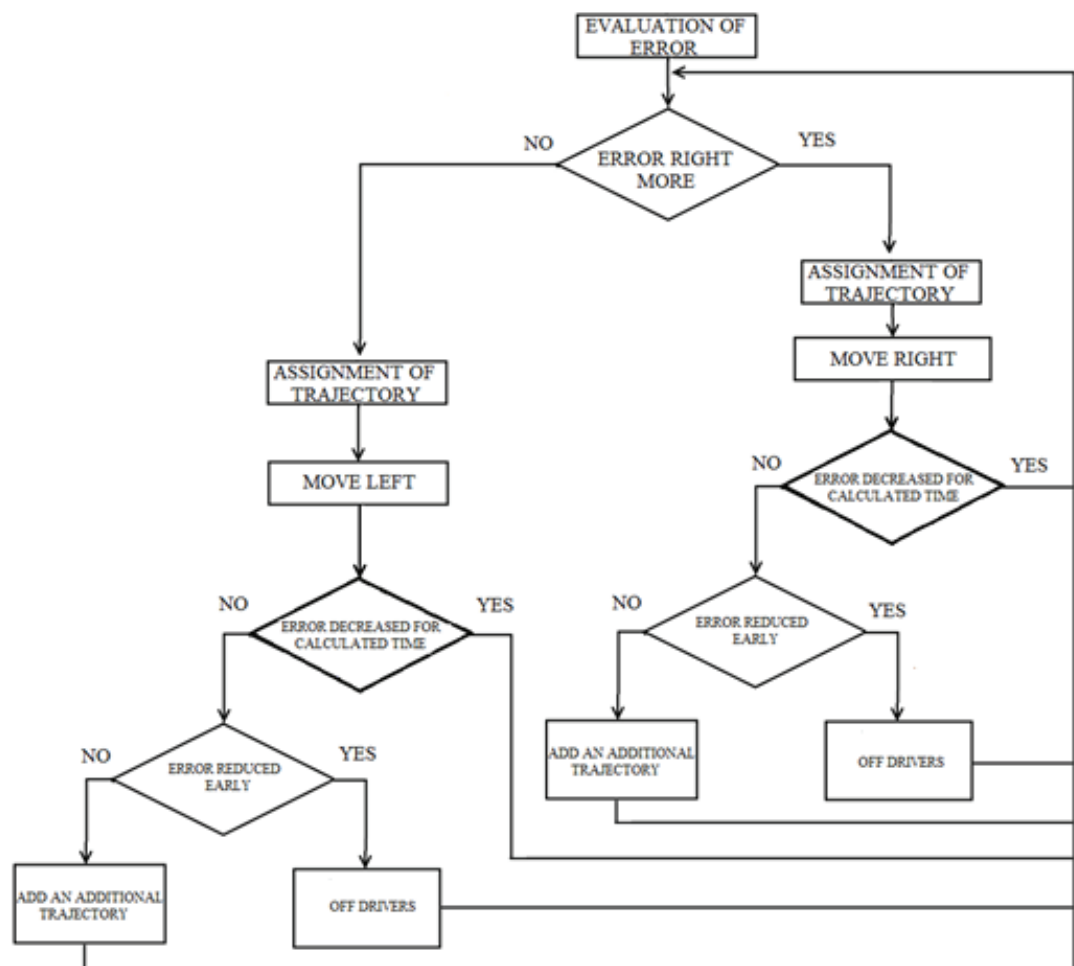 EVALUATION OF
ERROR
NO
YES
ERROR RIGHT
MORE
ASSIGNMENT OF
TRAJECTORY
MOVE RIGHT
ASSIGNMENT OF
TRAJECTORY
MOVE LEFT
NO
YES
ERROR DECREASED FOR
CALCULATED TIME
NO
YES
ERROR REDUCED
EARLY
NO
YES
ERROR DECREASED FOR
CALCULATED TIME
ADD AN ADDITIONAL
TRAJECTORY
OFF DRIVERS
NO
YES
ERROR REDUCED
EARLY
ADD AN ADDITIONAL
TRAJECTORY
OFF DRIVERS